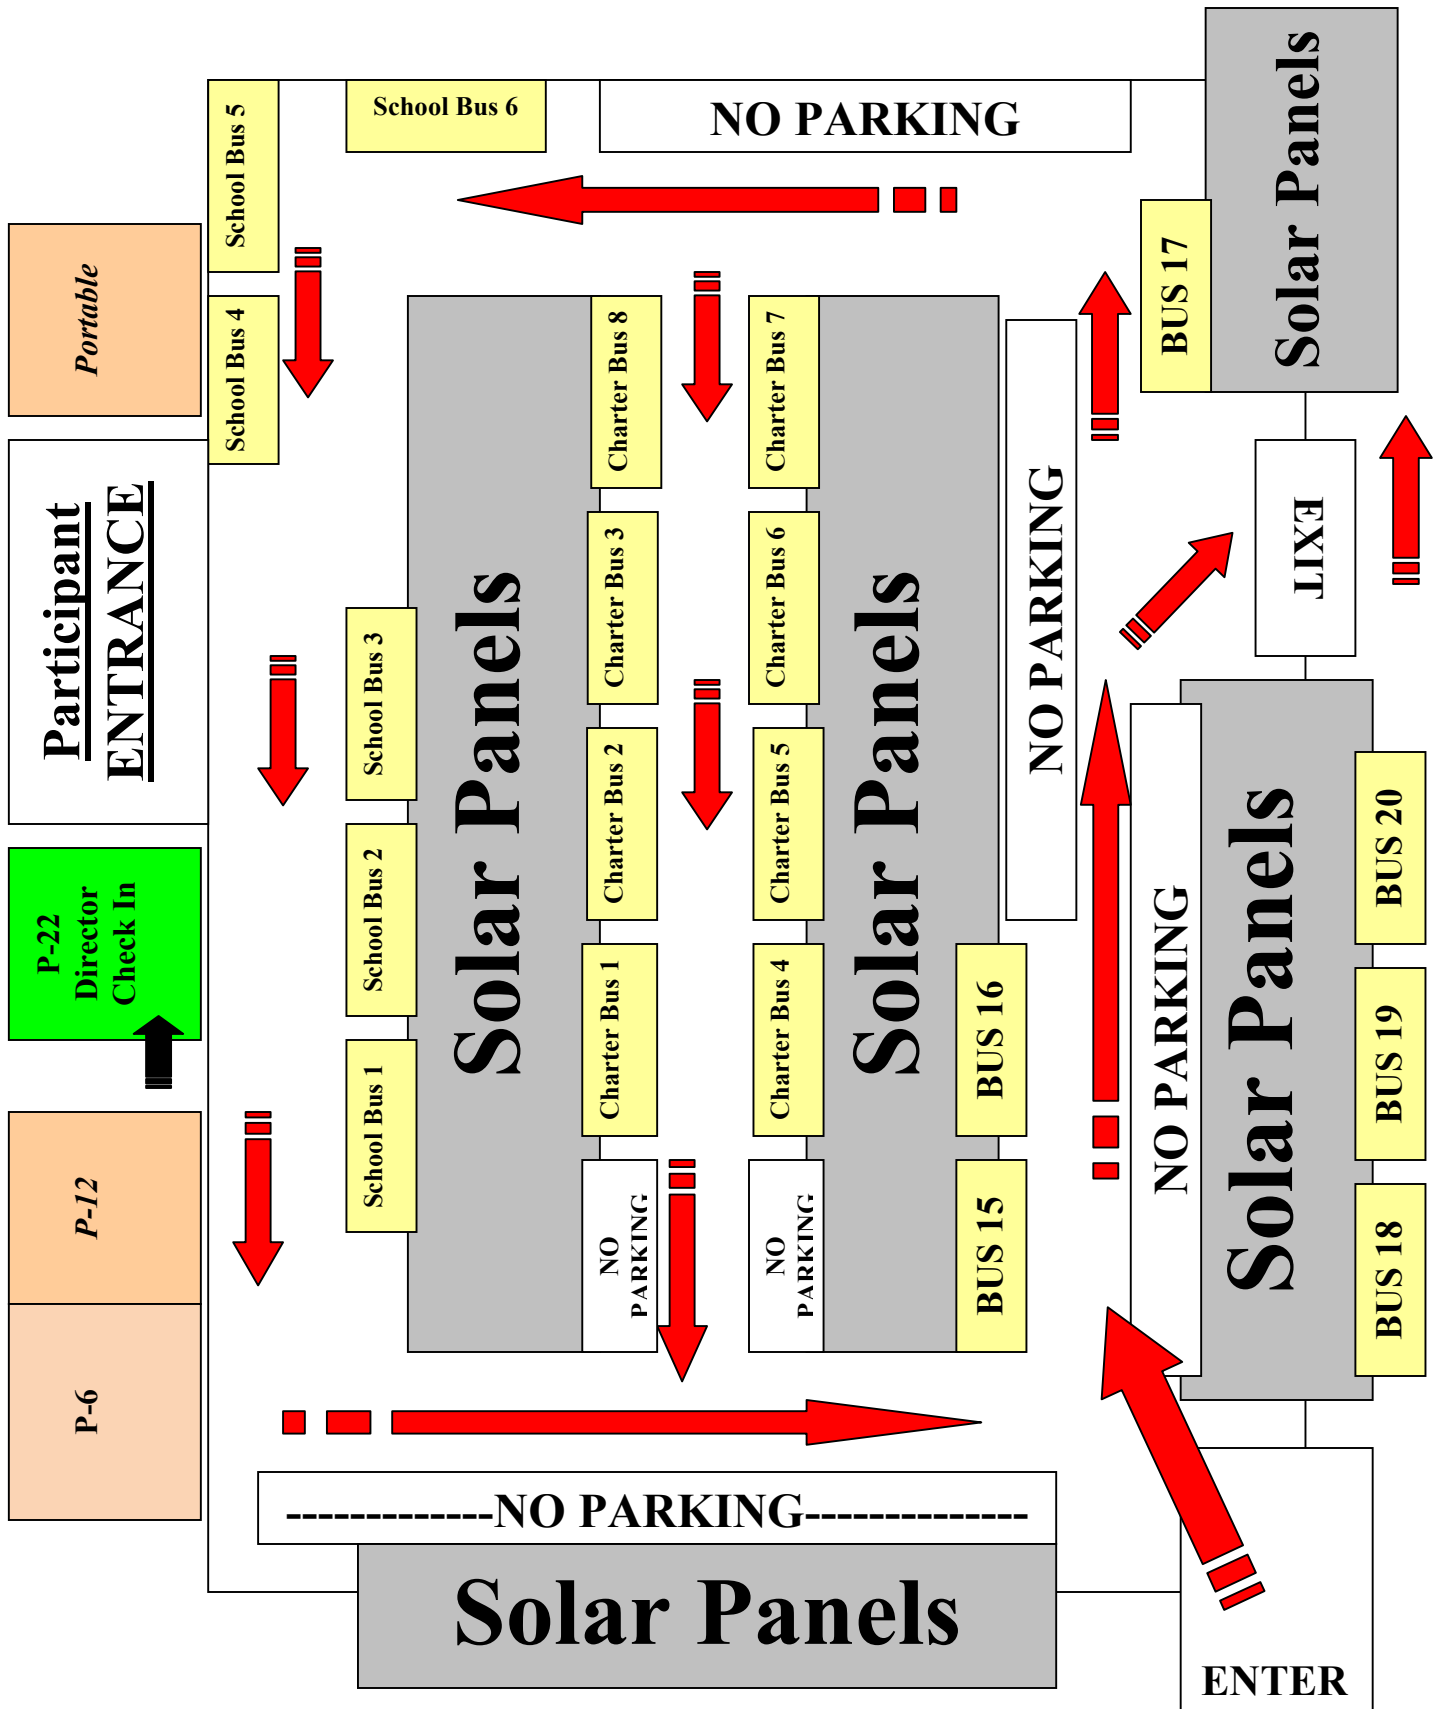 School Bus 5
School Bus 6
NO PARKING
Solar Panels
Portable
School Bus 4
Charter Bus 8
Charter Bus 7
BUS 17
Participant
ENTRANCE
School Bus 3
Solar Panels
Charter Bus 3
Charter Bus 6
Solar Panels
NO PARKING
EXIT
P-22
Director
Check In
School Bus 2
Charter Bus 2
Charter Bus 5
NO PARKING
Solar Panels
BUS 20
School Bus 1
Charter Bus 1
Charter Bus 4
BUS 16
BUS 19
P-12
NO
PARKING
NO
PARKING
BUS 15
BUS 18
P-6
-------------NO PARKING--------------
Solar Panels
ENTER